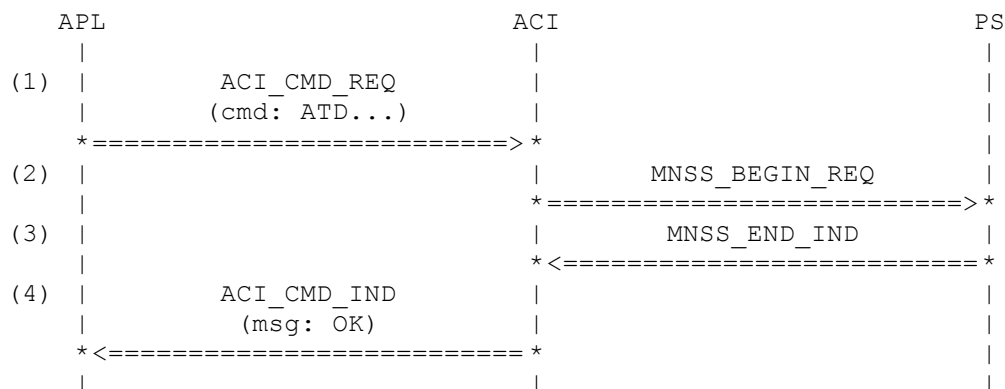 APL ACI PS
| | |
(1) | ACI_CMD_REQ | |
| (cmd: ATD...) | |
*==========================>* |
(2) | | MNSS_BEGIN_REQ |
| *==========================>*
(3) | | MNSS_END_IND |
| *<==========================*
(4) | ACI_CMD_IND | |
| (msg: OK) | |
*<==========================* |
| | |